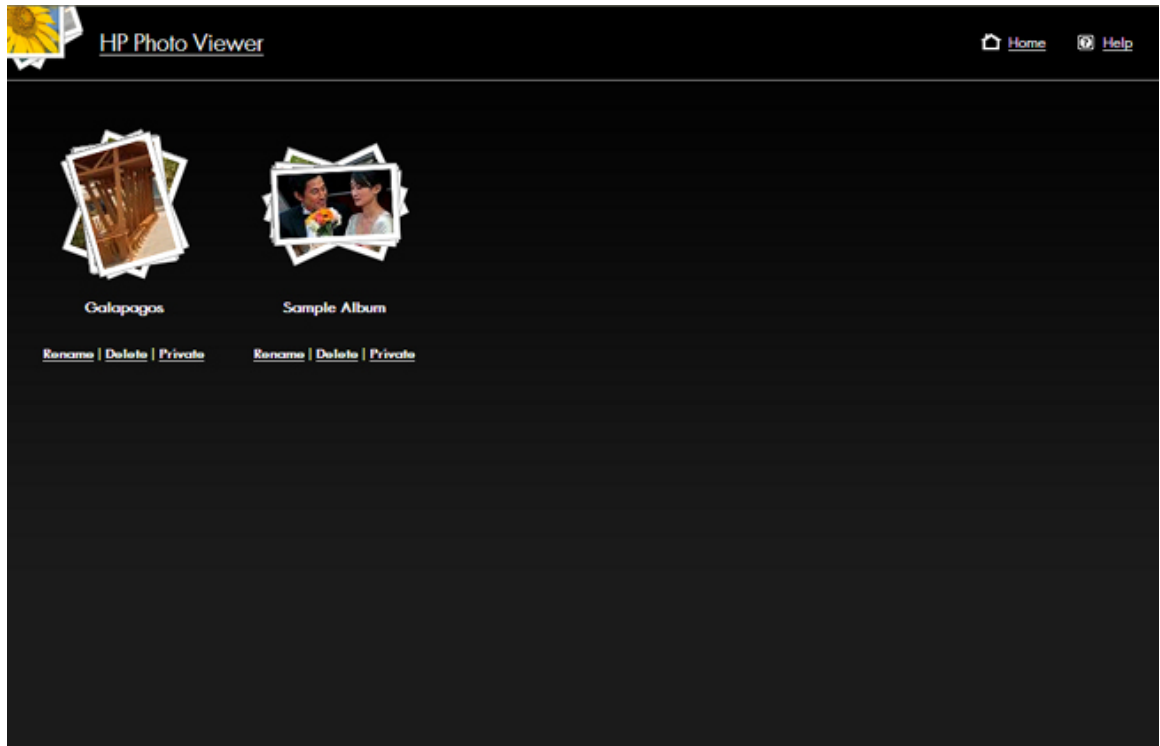 HP Photo Viewer
Home
Help
Galapagos
Sample Album
Rename | Delete | Private
Rename | Delete | Private